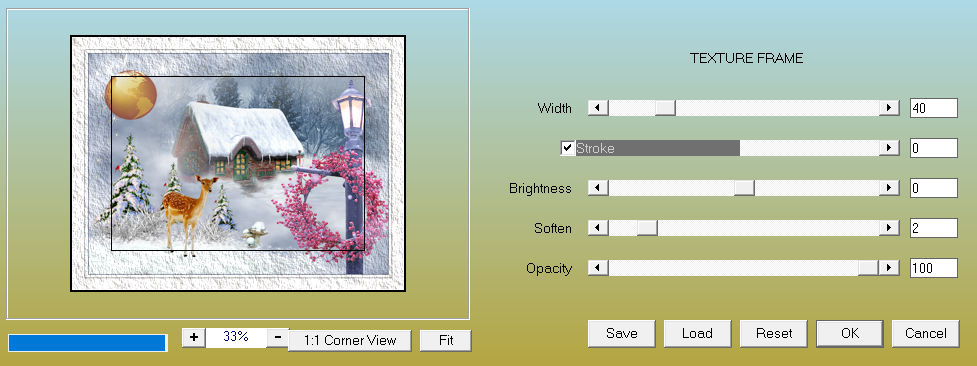 TEXTURE FRAME
Width 40
Stroke 0
Brightness 0
Soften 2
Opacity 100
+ 33% - 1:1 Corner View Fit
Save Load Reset OK Cancel